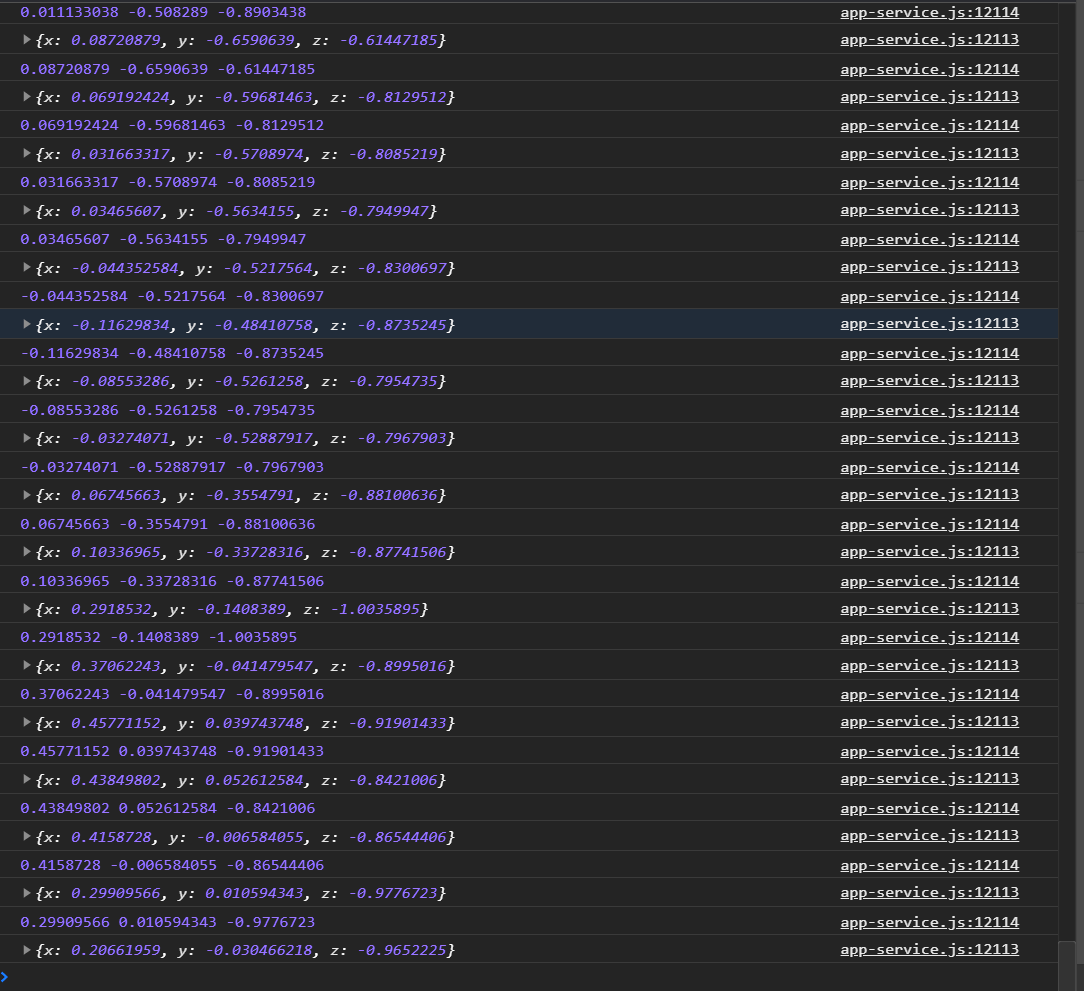 0.011133038 -0.508289 -0.8903438 app-service.js:12114
{x: 0.08720879, y: -0.6590639, z: -0.61447185} app-service.js:12113
0.08720879 -0.6590639 -0.61447185 app-service.js:12114
{x: 0.069192424, y: -0.59681463, z: -0.8129512} app-service.js:12113
0.069192424 -0.59681463 -0.8129512 app-service.js:12114
{x: 0.031663317, y: -0.5708974, z: -0.8085219} app-service.js:12113
0.031663317 -0.5708974 -0.8085219 app-service.js:12114
{x: 0.03465607, y: -0.5634155, z: -0.7949947} app-service.js:12113
0.03465607 -0.5634155 -0.7949947 app-service.js:12114
{x: -0.044352584, y: -0.5217564, z: -0.8300697} app-service.js:12113
-0.044352584 -0.5217564 -0.8300697 app-service.js:12114
{x: -0.11629834, y: -0.48410758, z: -0.8735245} app-service.js:12113
-0.11629834 -0.48410758 -0.8735245 app-service.js:12114
{x: -0.08553286, y: -0.5261258, z: -0.7954735} app-service.js:12113
-0.08553286 -0.5261258 -0.7954735 app-service.js:12114
{x: -0.03274071, y: -0.52887917, z: -0.7967903} app-service.js:12113
-0.03274071 -0.52887917 -0.7967903 app-service.js:12114
{x: 0.06745663, y: -0.3554791, z: -0.88100636} app-service.js:12113
0.06745663 -0.3554791 -0.88100636 app-service.js:12114
{x: 0.10336965, y: -0.33728316, z: -0.87741506} app-service.js:12113
0.10336965 -0.33728316 -0.87741506 app-service.js:12114
{x: 0.2918532, y: -0.1408389, z: -1.0035895} app-service.js:12113
0.2918532 -0.1408389 -1.0035895 app-service.js:12114
{x: 0.37062243, y: -0.041479547, z: -0.8995016} app-service.js:12113
0.37062243 -0.041479547 -0.8995016 app-service.js:12114
{x: 0.45771152, y: 0.039743748, z: -0.91901433} app-service.js:12113
0.45771152 0.039743748 -0.91901433 app-service.js:12114
{x: 0.43849802, y: 0.052612584, z: -0.8421006} app-service.js:12113
0.43849802 0.052612584 -0.8421006 app-service.js:12114
{x: 0.4158728, y: -0.006584055, z: -0.86544406} app-service.js:12113
0.4158728 -0.006584055 -0.86544406 app-service.js:12114
{x: 0.29909566, y: 0.010594343, z: -0.9776723} app-service.js:12113
0.29909566 0.010594343 -0.9776723 app-service.js:12114
{x: 0.20661959, y: -0.030466218, z: -0.9652225} app-service.js:12113